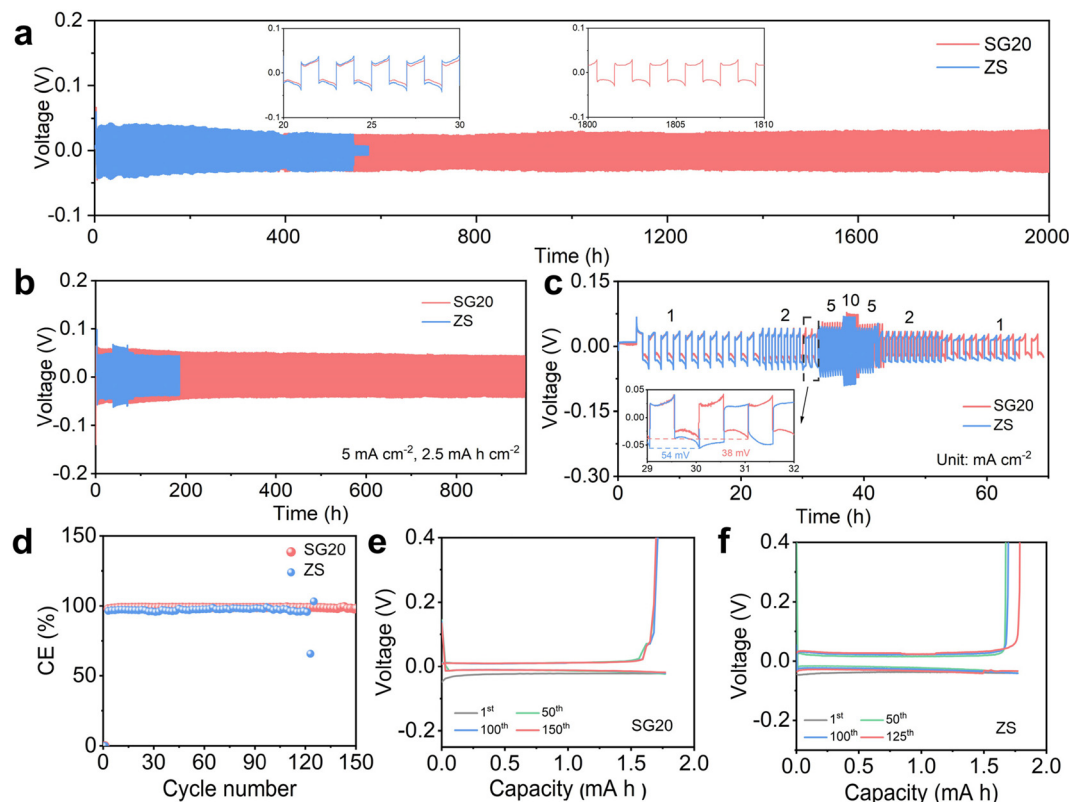 a
Voltage (V)
0.2
0.1
0.0
-0.1
0
400
800
1200
1600
2000
Time (h)
SG20
ZS
0.1
0.0
-0.1
20
25
30
0.1
0.0
-0.1
1800
1805
1810
b
Voltage (V)
0.2
0.1
0.0
-0.1
-0.2
0
200
400
600
800
Time (h)
SG20
ZS
5 mA cm⁻², 2.5 mA h cm⁻²
c
Voltage (V)
0.15
0.00
-0.15
-0.30
0
20
40
60
Time (h)
1
2
5
10
5
2
1
SG20
ZS
Unit: mA cm⁻²
0.05
0.00
-0.05
54 mV
38 mV
29
30
31
32
d
CE (%)
150
100
50
0
0
30
60
90
120
150
Cycle number
SG20
ZS
e
Voltage (V)
0.4
0.2
0.0
-0.2
0.0
0.5
1.0
1.5
2.0
Capacity (mA h)
1st
50th
100th
150th
SG20
f
Voltage (V)
0.4
0.2
0.0
-0.2
0.0
0.4
0.8
1.2
1.6
2.0
Capacity (mA h)
1st
50th
100th
125th
ZS